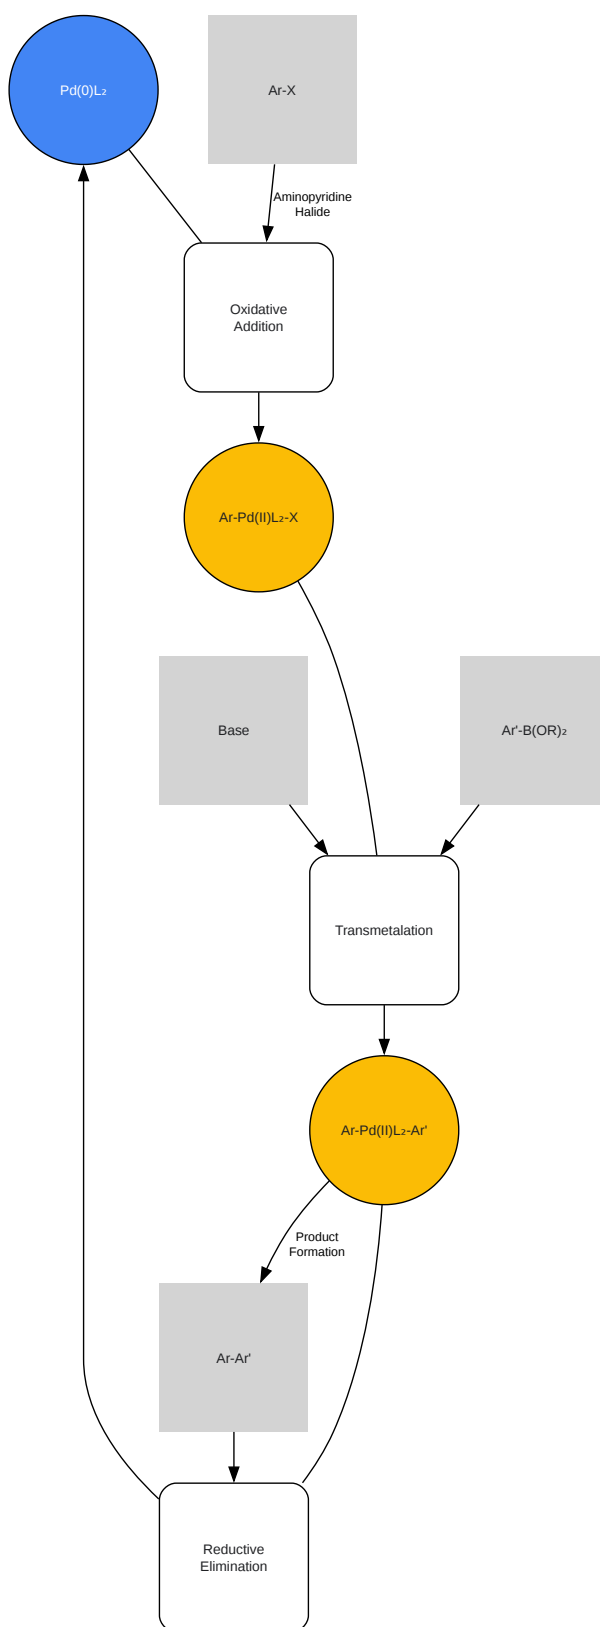 Pd(0)L₂
Ar-X
Aminopyridine
Halide
Oxidative
Addition
Ar-Pd(II)L₂-X
Base
Ar'-B(OR)₂
Transmetalation
Ar-Pd(II)L₂-Ar'
Product
Formation
Ar-Ar'
Reductive
Elimination